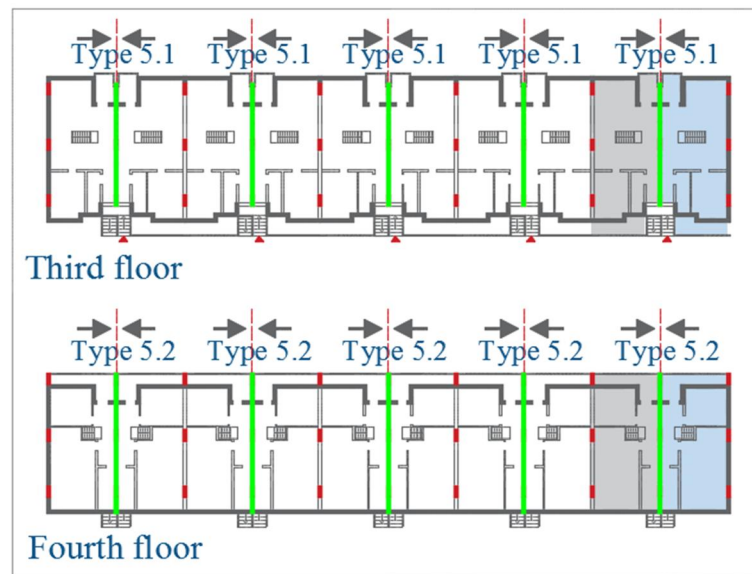 Type 5.1 Type 5.1 Type 5.1 Type 5.1 Type 5.1
Third floor
Type 5.2 Type 5.2 Type 5.2 Type 5.2 Type 5.2
Fourth floor